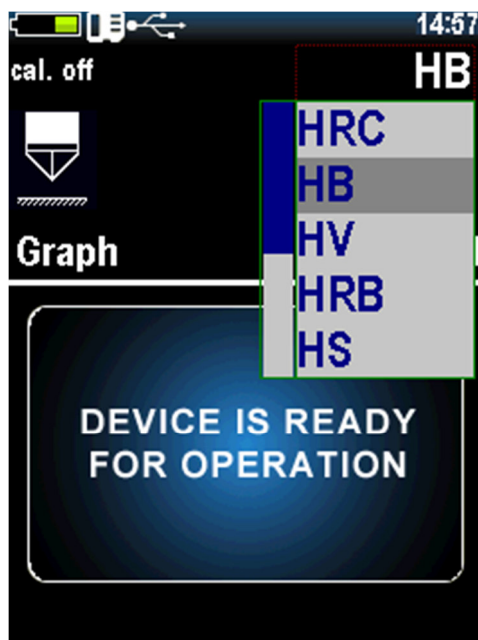 14:57
cal. off
HB
HRC
HB
HV
Graph
HRB
HS
DEVICE IS READY
FOR OPERATION